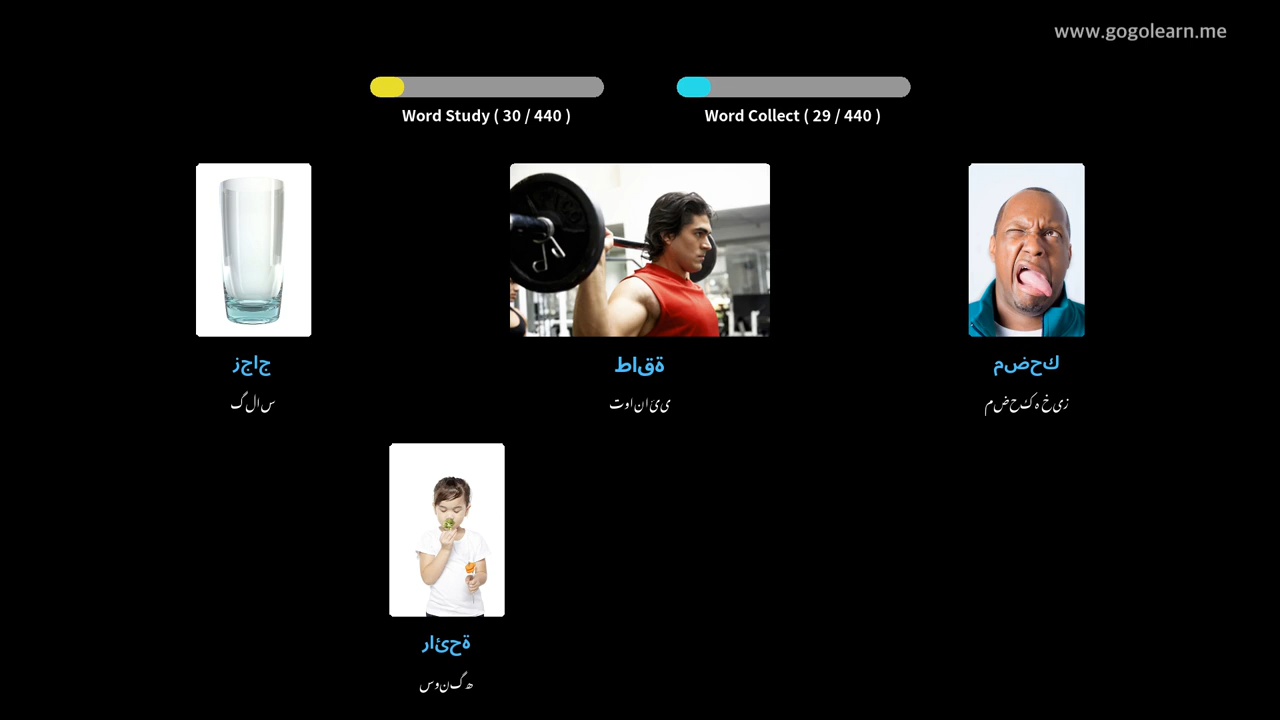 www.gogolearn.me
Word Study ( 30 / 440 )
Word Collect ( 29 / 440 )
زجاج
طاقة
مضحك
گلاس
توانائی
مضحکہ خیز
رائحة
سونگھ